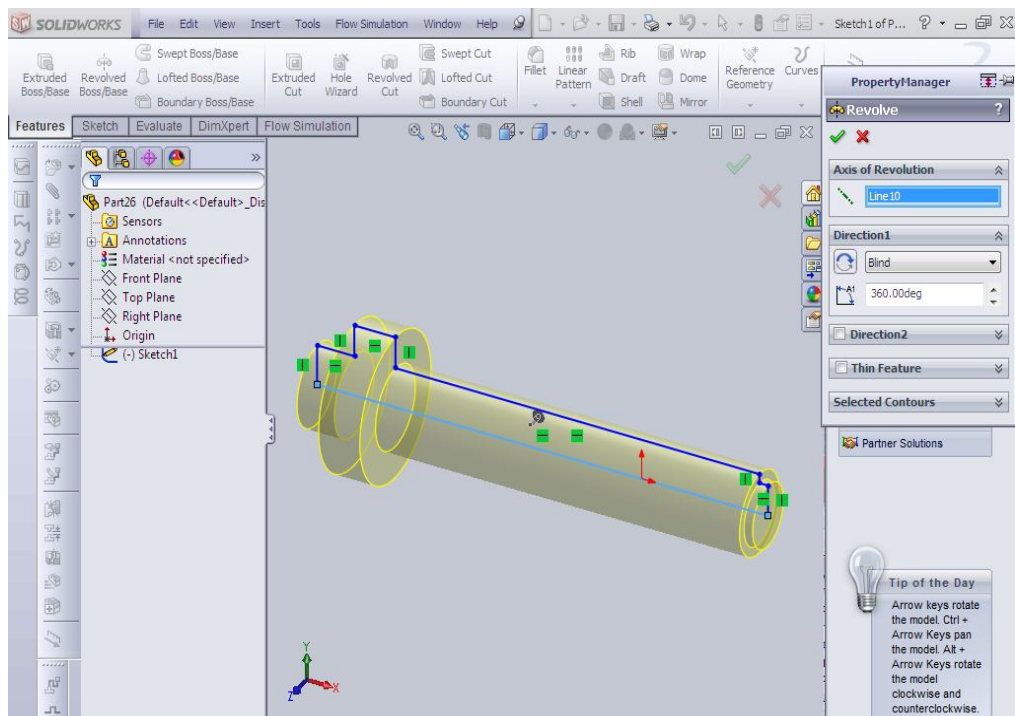 SOLIDWORKS File Edit View Insert Tools Flow Simulation Window Help Sketch1 of P... ?
Extruded Boss/Base
Revolved Boss/Base
Swept Boss/Base
Lofted Boss/Base
Boundary Boss/Base
Extruded Cut
Hole Wizard
Revolved Cut
Swept Cut
Lofted Cut
Boundary Cut
Fillet
Linear Pattern
Rib
Draft
Shell
Wrap
Dome
Mirror
Reference Geometry
Curves
Features Sketch Evaluate DimXpert Flow Simulation
Part26 (Default<<Default>_Dis
Sensors
A Annotations
Material <not specified>
Front Plane
Top Plane
Right Plane
Origin
(-) Sketch1
Y
Z
X
PropertyManager
Revolve ?
Axis of Revolution
Line10
Direction1
Blind
A1 360.00deg
Direction2
Thin Feature
Selected Contours
Partner Solutions
Tip of the Day
Arrow keys rotate
the model. Ctrl +
Arrow Keys pan
the model. Alt +
Arrow Keys rotate
the model
clockwise and
counterclockwise.